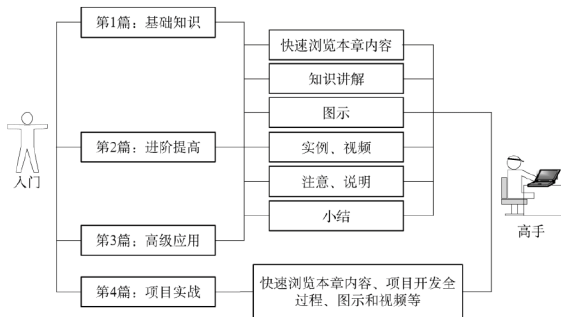 第1篇：基础知识
快速浏览本章内容
知识讲解
图示
第2篇：进阶提高
实例、视频
入门
注意、说明
小结
高手
第3篇：高级应用
第4篇：项目实战
快速浏览本章内容、项目开发全
过程、图示和视频等